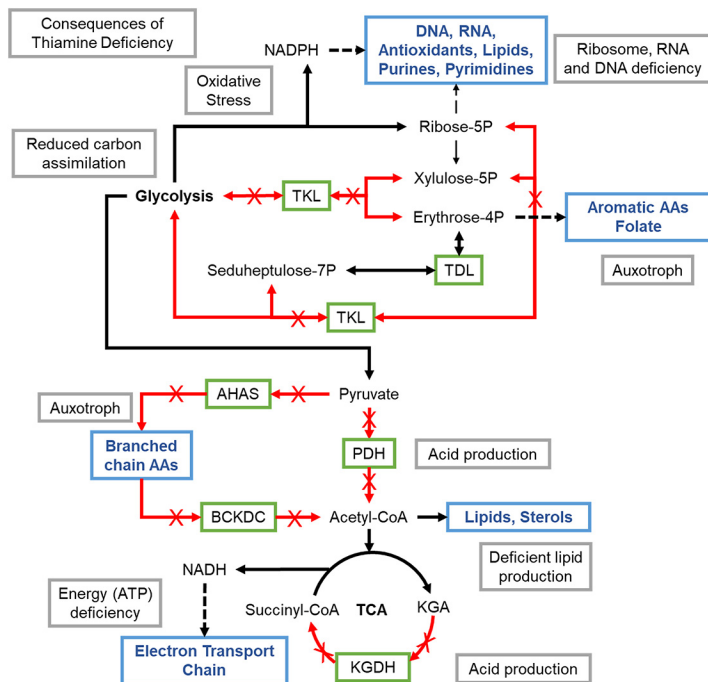 Consequences of
Thiamine Deficiency
NADPH
DNA, RNA,
Antioxidants, Lipids,
Purines, Pyrimidines
Ribosome, RNA
and DNA deficiency
Oxidative
Stress
Reduced carbon
assimilation
Ribose-5P
Xylulose-5P
Glycolysis
TKL
Erythrose-4P
Aromatic AAs
Folate
Seduheptulose-7P
TDL
Auxotroph
TKL
AHAS
Pyruvate
Auxotroph
Branched
chain AAs
PDH
Acid production
BCKDC
Acetyl-CoA
Lipids, Sterols
Deficient lipid
production
NADH
Energy (ATP)
deficiency
Succinyl-CoA
TCA
KGA
Electron Transport
Chain
KGDH
Acid production